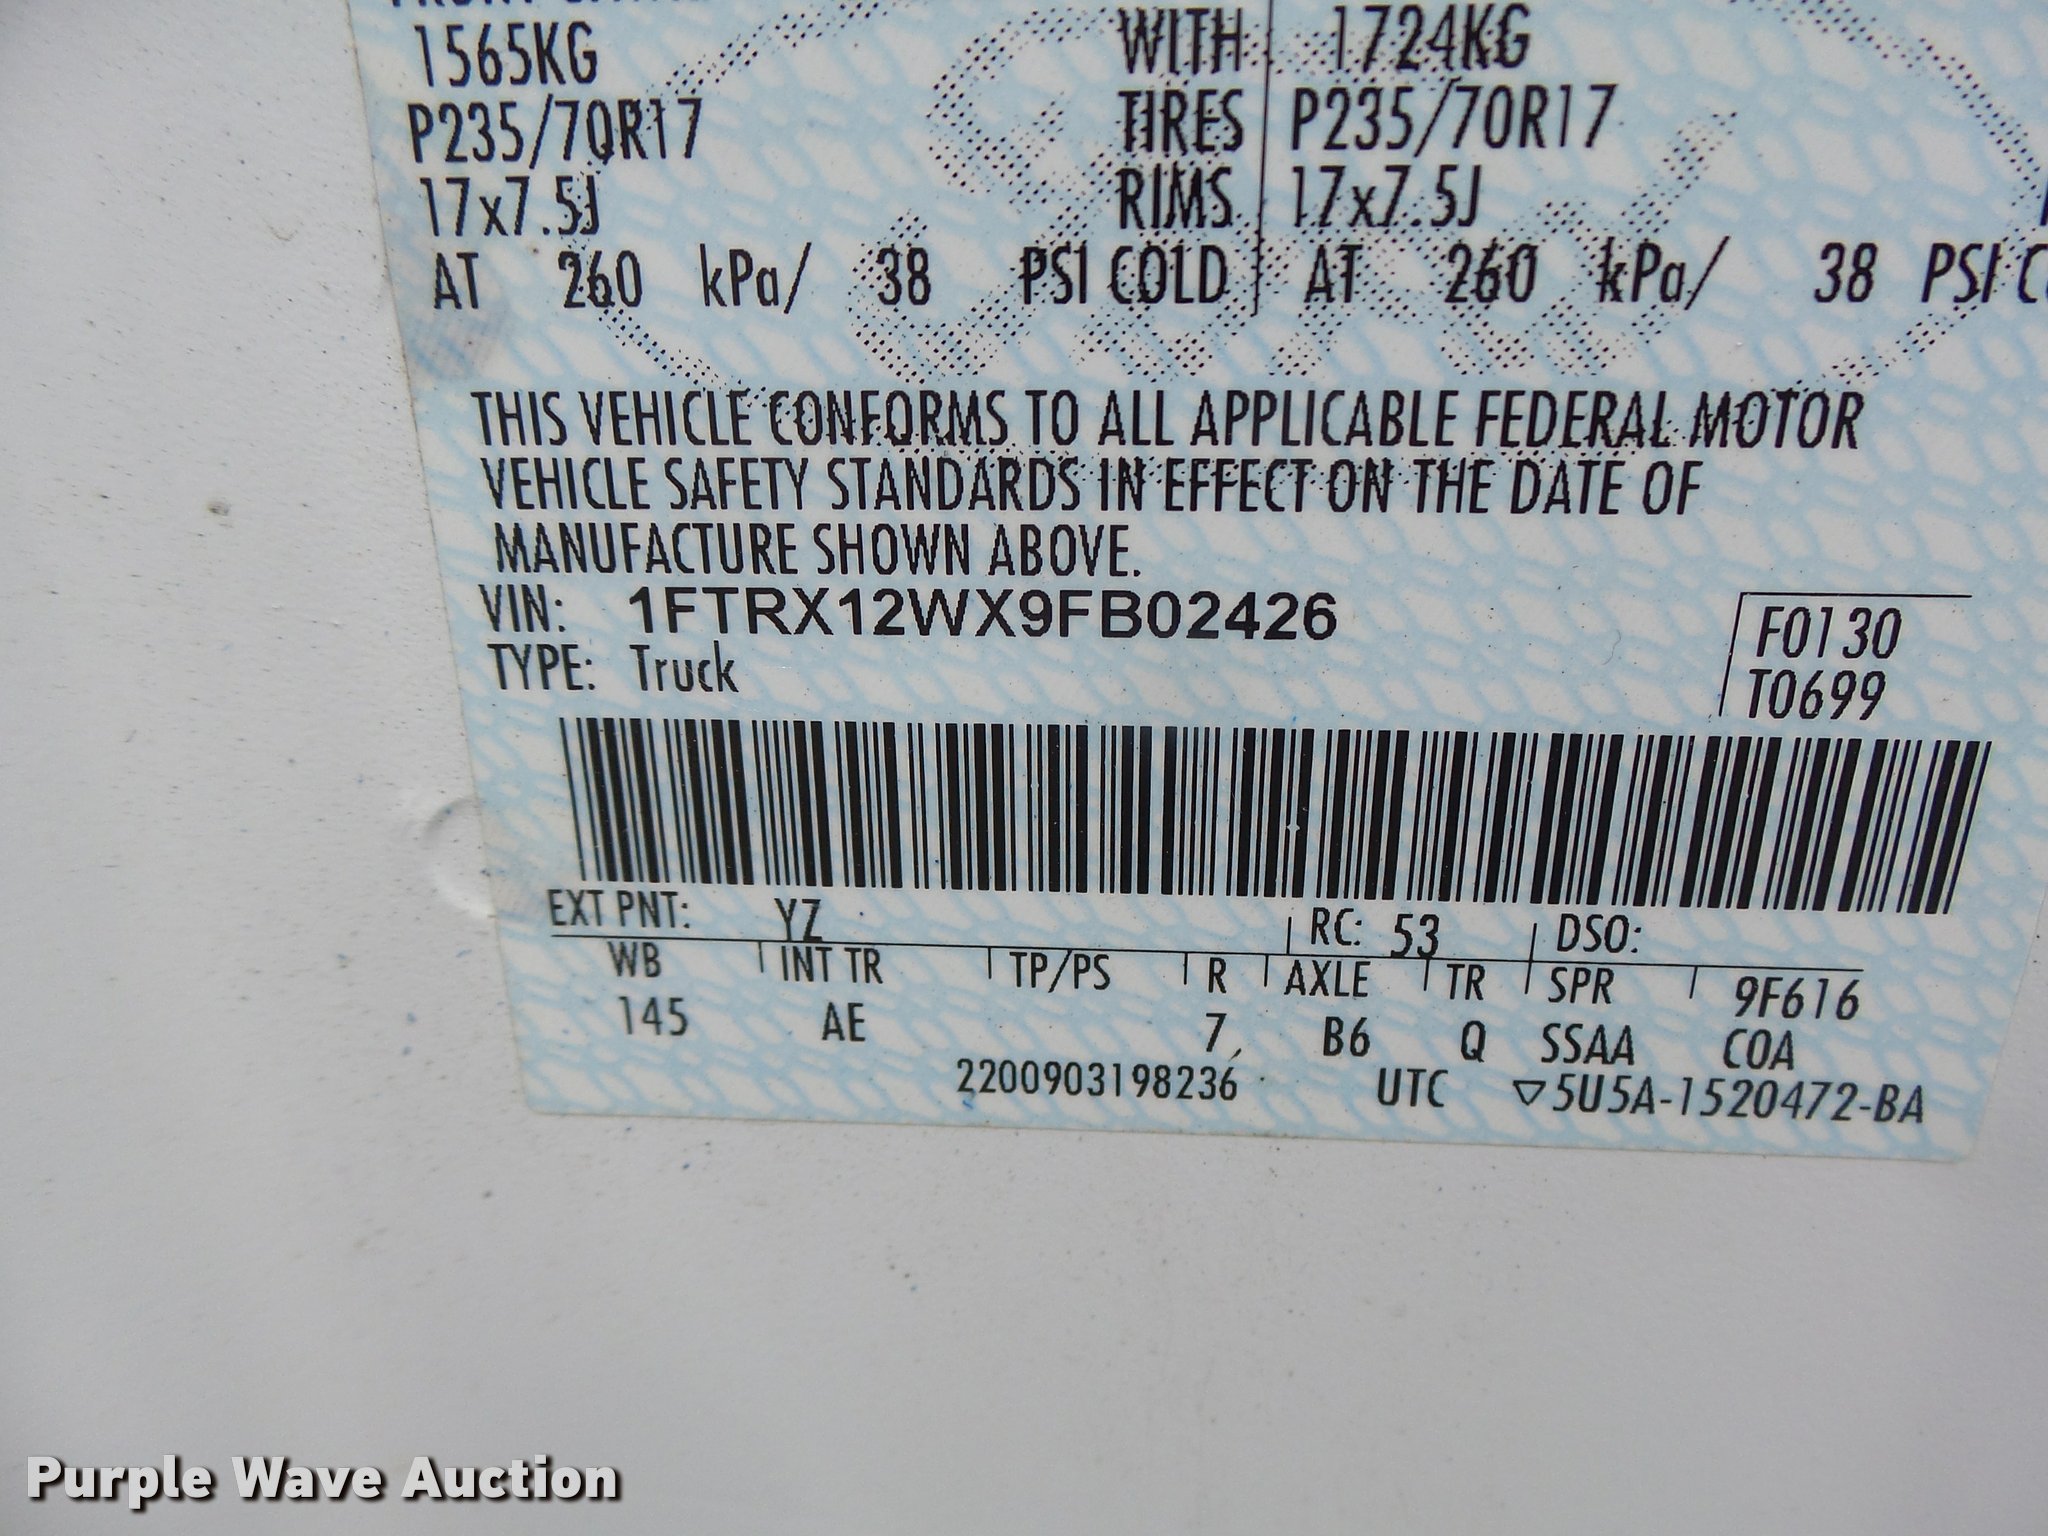 1565KG WITH 1724KG
P235/70R17 TIRES P235/70R17
17x7.5J RIMS 17x7.5J
AT 260 kPa/ 38 PSI COLD AT 260 kPa/ 38 PSI
THIS VEHICLE CONFORMS TO ALL APPLICABLE FEDERAL MOTOR
VEHICLE SAFETY STANDARDS IN EFFECT ON THE DATE OF
MANUFACTURE SHOWN ABOVE.
VIN: 1FTRX12WX9FB02426
F0130
TYPE: Truck
T0699
EXT PNT: YZ RC: 53 DSO:
WB INT TR TP/PS R AXLE TR SPR 9F616
145 AE 7, B6 Q SSAA COA
2200903198236 UTC ▽5U5A-1520472-BA
Purple Wave Auction